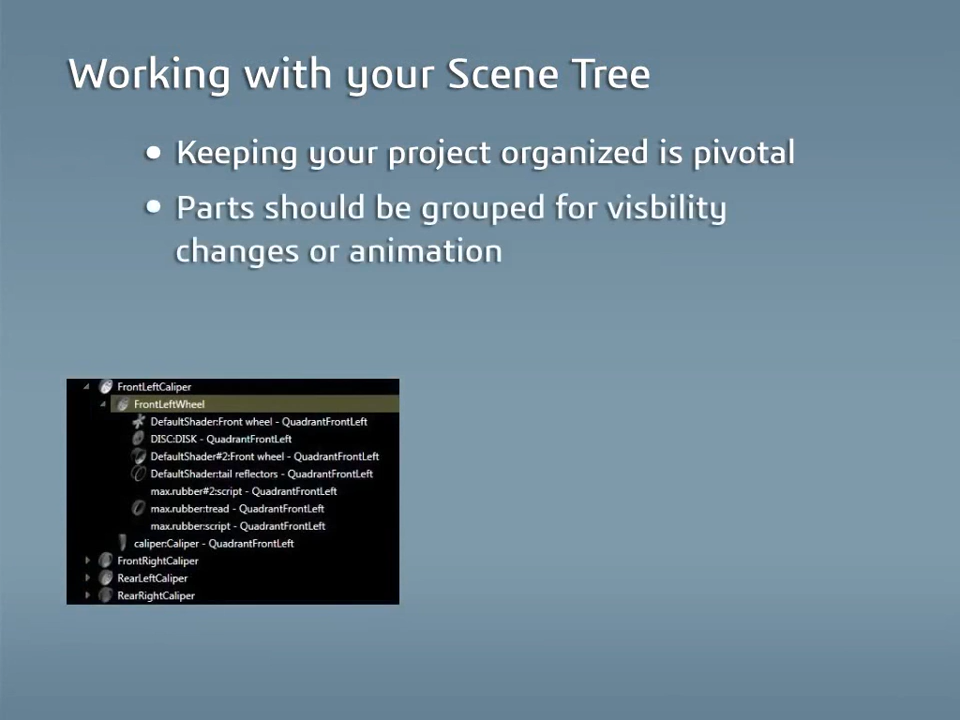 Working with your Scene Tree
• Keeping your project organized is pivotal
• Parts should be grouped for visbility
changes or animation
FrontLeftCaliper
FrontLeftWheel
DefaultShader:Front wheel - QuadrantFrontLeft
DISC:DISK - QuadrantFrontLeft
DefaultShader#2:Front wheel - QuadrantFrontLeft
DefaultShader:tail reflectors - QuadrantFrontLeft
max.rubber#2:script - QuadrantFrontLeft
max.rubber:tread - QuadrantFrontLeft
max.rubber:script - QuadrantFrontLeft
caliper:Caliper - QuadrantFrontLeft
FrontRightCaliper
RearLeftCaliper
RearRightCaliper